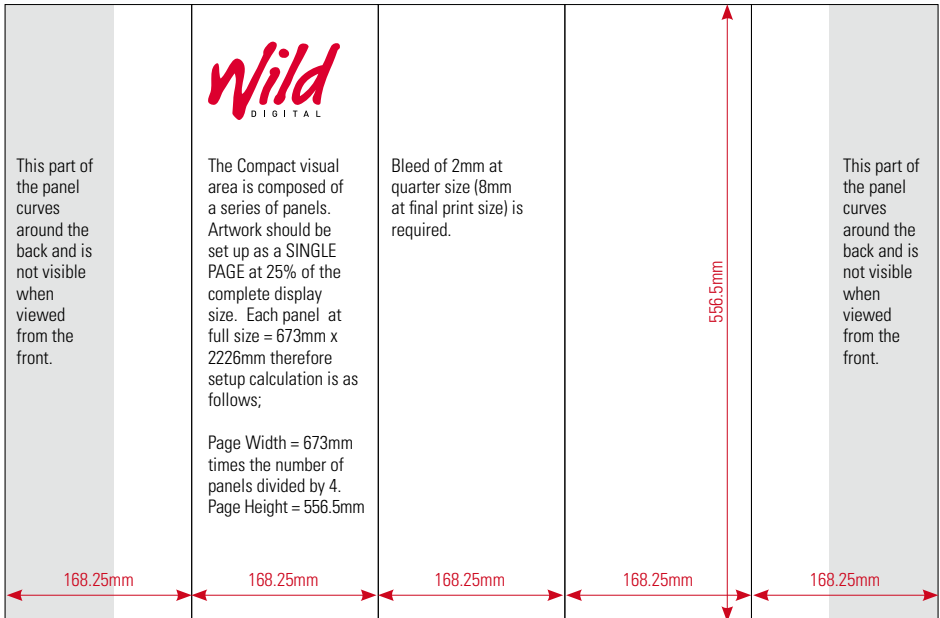 Wild
DIGITAL
This part of
the panel
curves
around the
back and is
not visible
when
viewed
from the
front.
The Compact visual
area is composed of
a series of panels.
Artwork should be
set up as a SINGLE
PAGE at 25% of the
complete display
size.  Each panel  at
full size = 673mm x
2226mm therefore
setup calculation is as
follows;
Page Width = 673mm
times the number of
panels divided by 4.
Page Height = 556.5mm
Bleed of 2mm at
quarter size (8mm
at final print size) is
required.
556.5mm
This part of
the panel
curves
around the
back and is
not visible
when
viewed
from the
front.
168.25mm
168.25mm
168.25mm
168.25mm
168.25mm